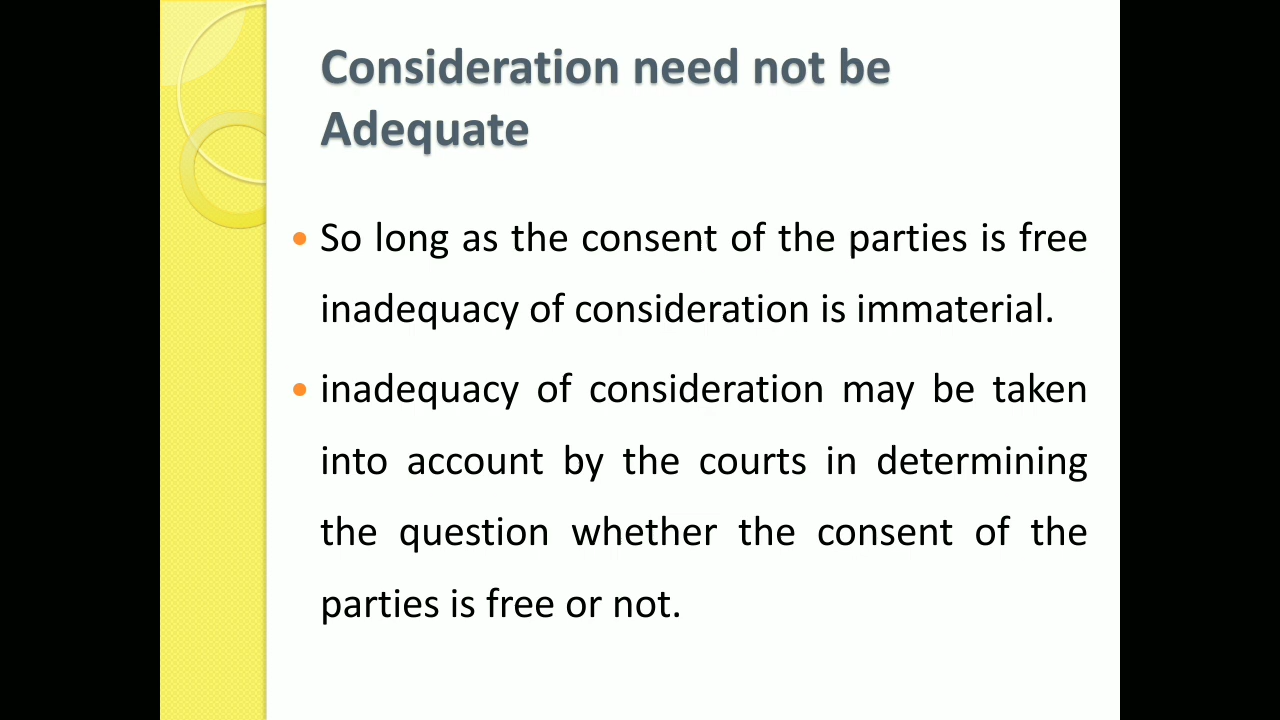 Consideration need not be
Adequate
• So long as the consent of the parties is free
inadequacy of consideration is immaterial.
• inadequacy of consideration may be taken
into account by the courts in determining
the question whether the consent of the
parties is free or not.